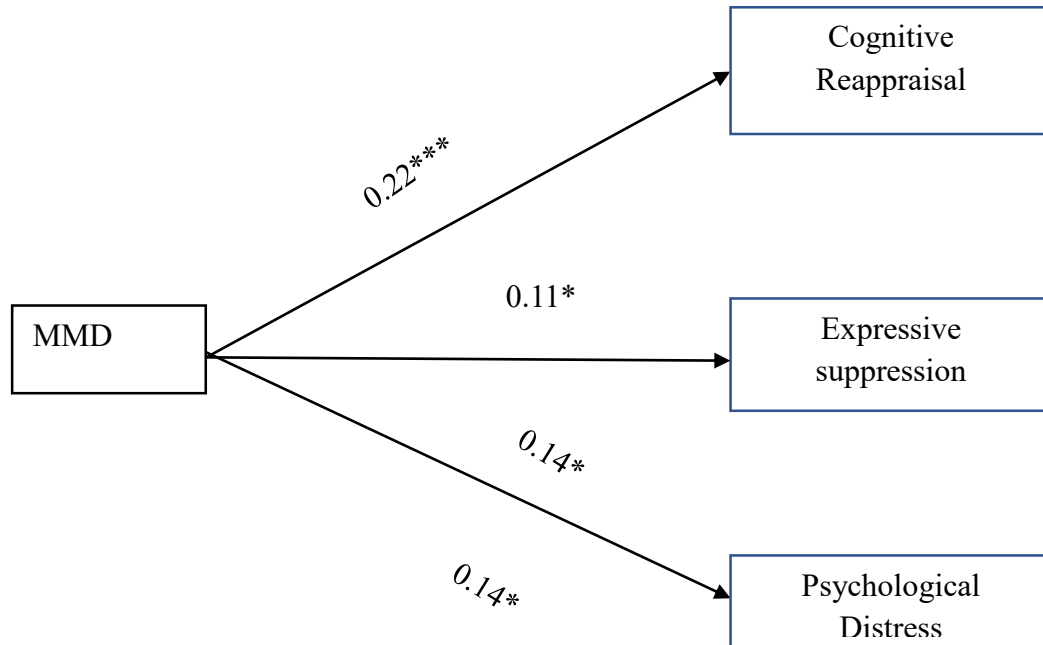 Cognitive
Reappraisal
0.22***
0.11*
MMD
Expressive
suppression
0.14*
0.14*
Psychological
Distress